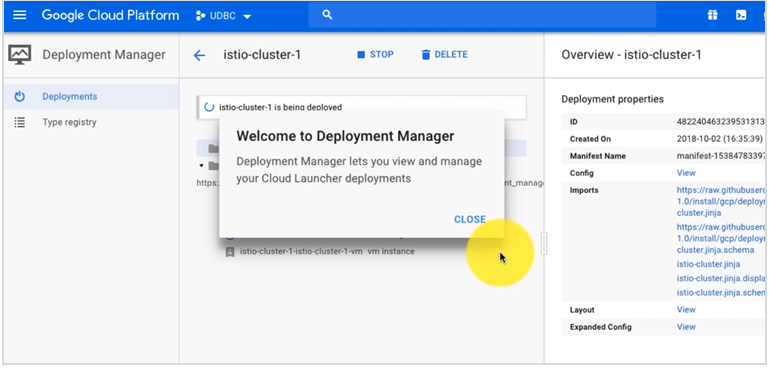 Google Cloud Platform
UDBC
Deployment Manager
istio-cluster-1
STOP
DELETE
Overview - istio-cluster-1
Deployments
Type registry
istio-cluster-1 is being deployed
Welcome to Deployment Manager
Deployment Manager lets you view and manage
your Cloud Launcher deployments
CLOSE
https:
nt_manag
istio-cluster-1-istio-cluster-1-vm vm instance
Deployment properties
ID 482240463239531313
Created On 2018-10-02 (16:35:39)
Manifest Name manifest-15384783397
Config View
Imports https://raw.githubuserc
1.0/install/gcp/deploym
cluster.jinja
https://raw.githubuserc
1.0/install/gcp/deploym
cluster.jinja.schema
istio-cluster.jinja
istio-cluster.jinja.displa
istio-cluster.jinja.schem
Layout View
Expanded Config View